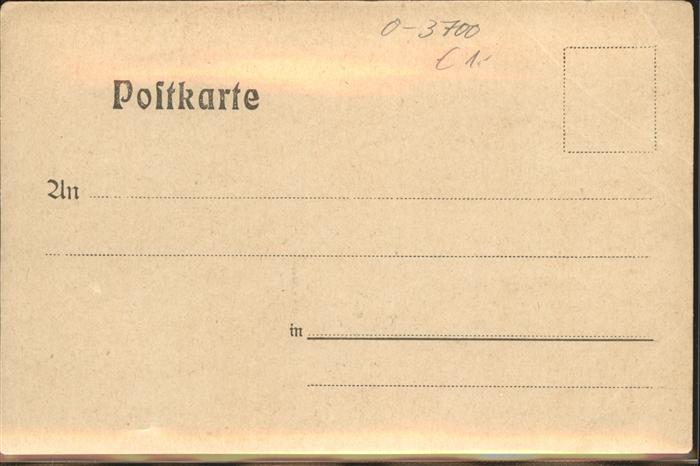 0-3700
€ 1.-
Poſtkarte
An
in